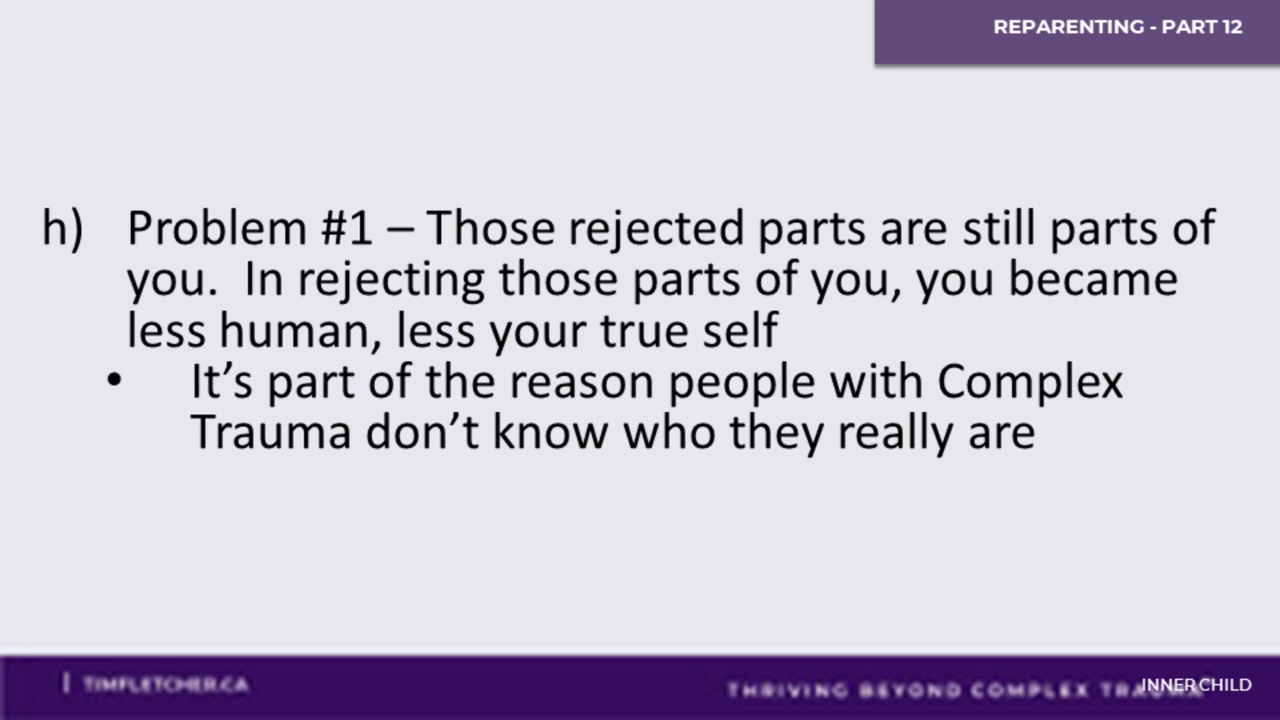 REPARENTING - PART 12
h) Problem #1 – Those rejected parts are still parts of
you.  In rejecting those parts of you, you became
less human, less your true self
• It’s part of the reason people with Complex
Trauma don’t know who they really are
| TIMFLETCHER.CA
THRIVING BEYOND COMPLEX
INNER CHILD